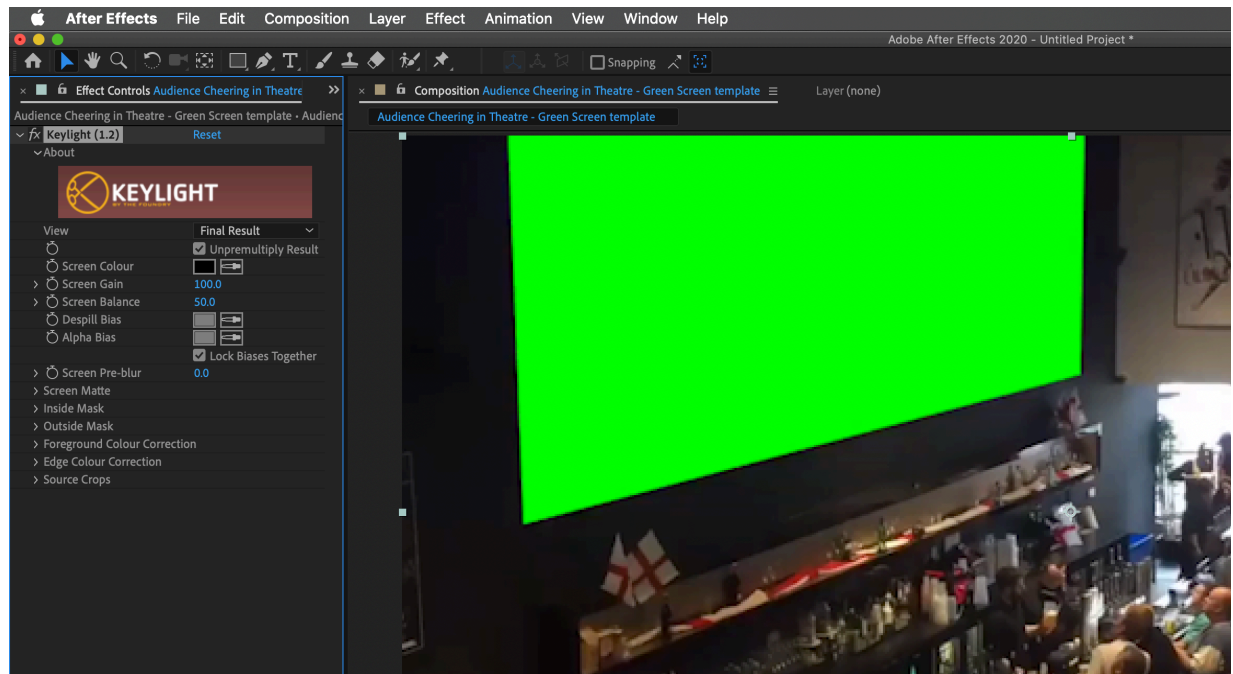 After Effects File Edit Composition Layer Effect Animation View Window Help
Adobe After Effects 2020 - Untitled Project *
Snapping
Effect Controls Audience Cheering in Theatre
Composition Audience Cheering in Theatre - Green Screen template
Layer (none)
Audience Cheering in Theatre - Green Screen template • Audienc
Audience Cheering in Theatre - Green Screen template
fx Keylight (1.2) Reset
About
KEYLIGHT
BY THE FOUNDRY
View Final Result
Unpremultiply Result
Screen Colour
Screen Gain 100.0
Screen Balance 50.0
Despill Bias
Alpha Bias
Lock Biases Together
Screen Pre-blur 0.0
Screen Matte
Inside Mask
Outside Mask
Foreground Colour Correction
Edge Colour Correction
Source Crops